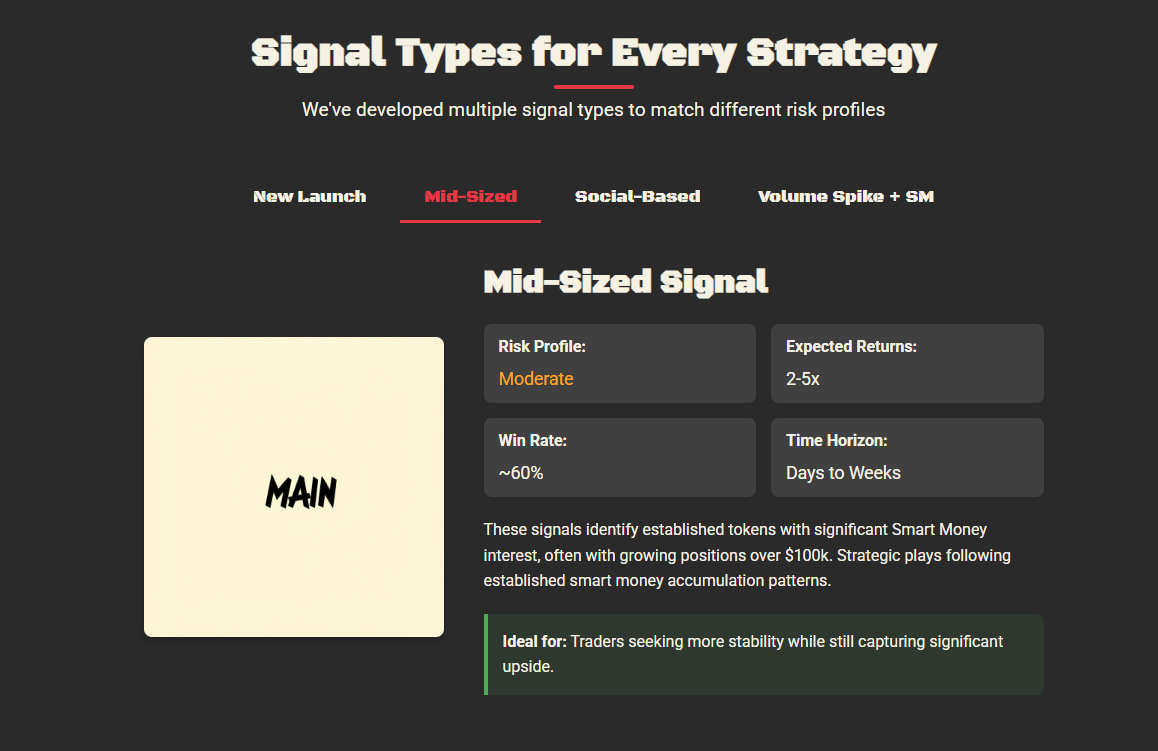 Signal Types for Every Strategy
We've developed multiple signal types to match different risk profiles
New Launch
Mid-Sized
Social-Based
Volume Spike + SM
Mid-Sized Signal
MAIN
Risk Profile:
Moderate
Expected Returns:
2-5x
Win Rate:
~60%
Time Horizon:
Days to Weeks
These signals identify established tokens with significant Smart Money
interest, often with growing positions over $100k. Strategic plays following
established smart money accumulation patterns.
Ideal for: Traders seeking more stability while still capturing significant
upside.